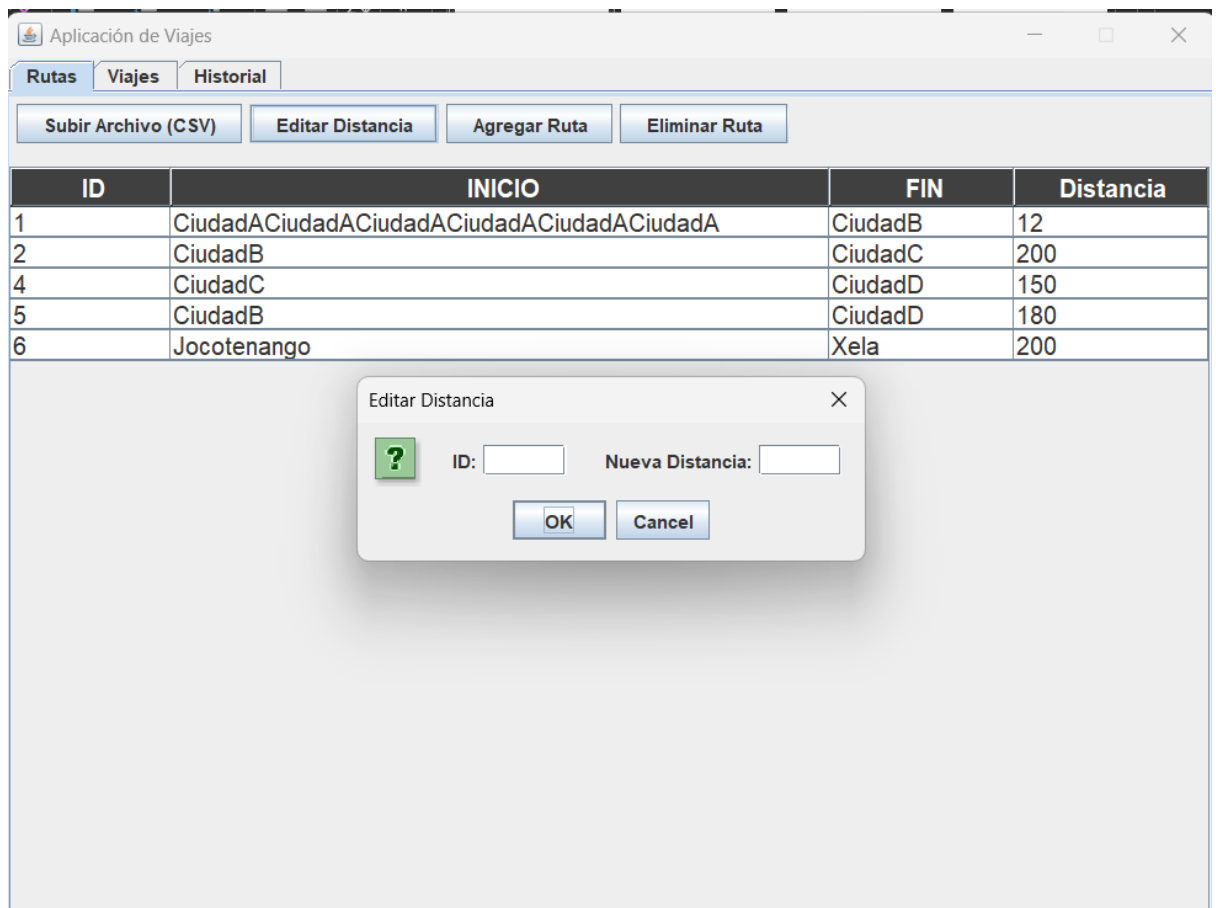 Aplicación de Viajes
Rutas Viajes Historial
Subir Archivo (CSV) Editar Distancia Agregar Ruta Eliminar Ruta
ID INICIO FIN Distancia
1 CiudadACiudadACiudadACiudadACiudadACiudadA CiudadB 12
2 CiudadB CiudadC 200
4 CiudadC CiudadD 150
5 CiudadB CiudadD 180
6 Jocotenango Xela 200
Editar Distancia
? ID: Nueva Distancia:
OK Cancel